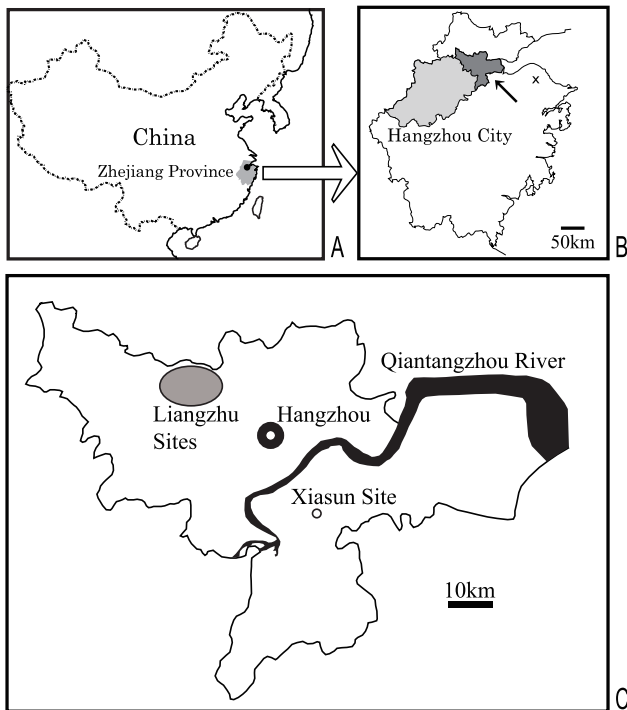 China
Zhejiang Province
A
x
Hangzhou City
50km
B
Qiantangzhou River
Liangzhu
Sites
Hangzhou
Xiasun Site
10km
C